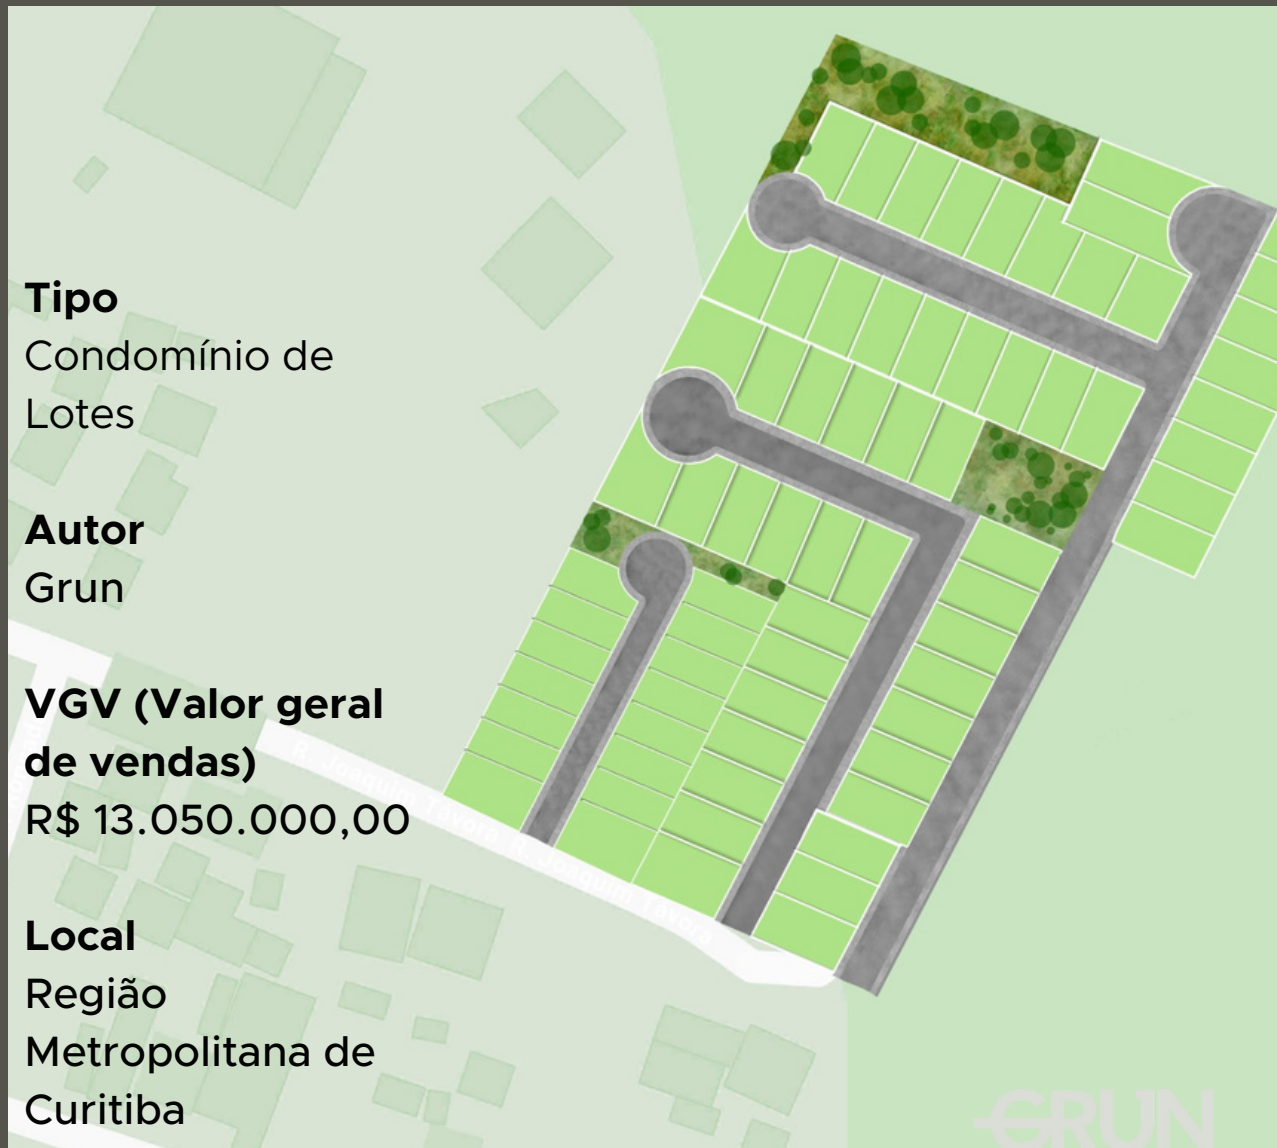 Tipo
Condomínio de
Lotes
Autor
Grun
VGV (Valor geral
de vendas)
R$ 13.050.000,00
Local
Região
Metropolitana de
Curitiba
R. Joaquim Távora R. Joaquim Távora
GRUN